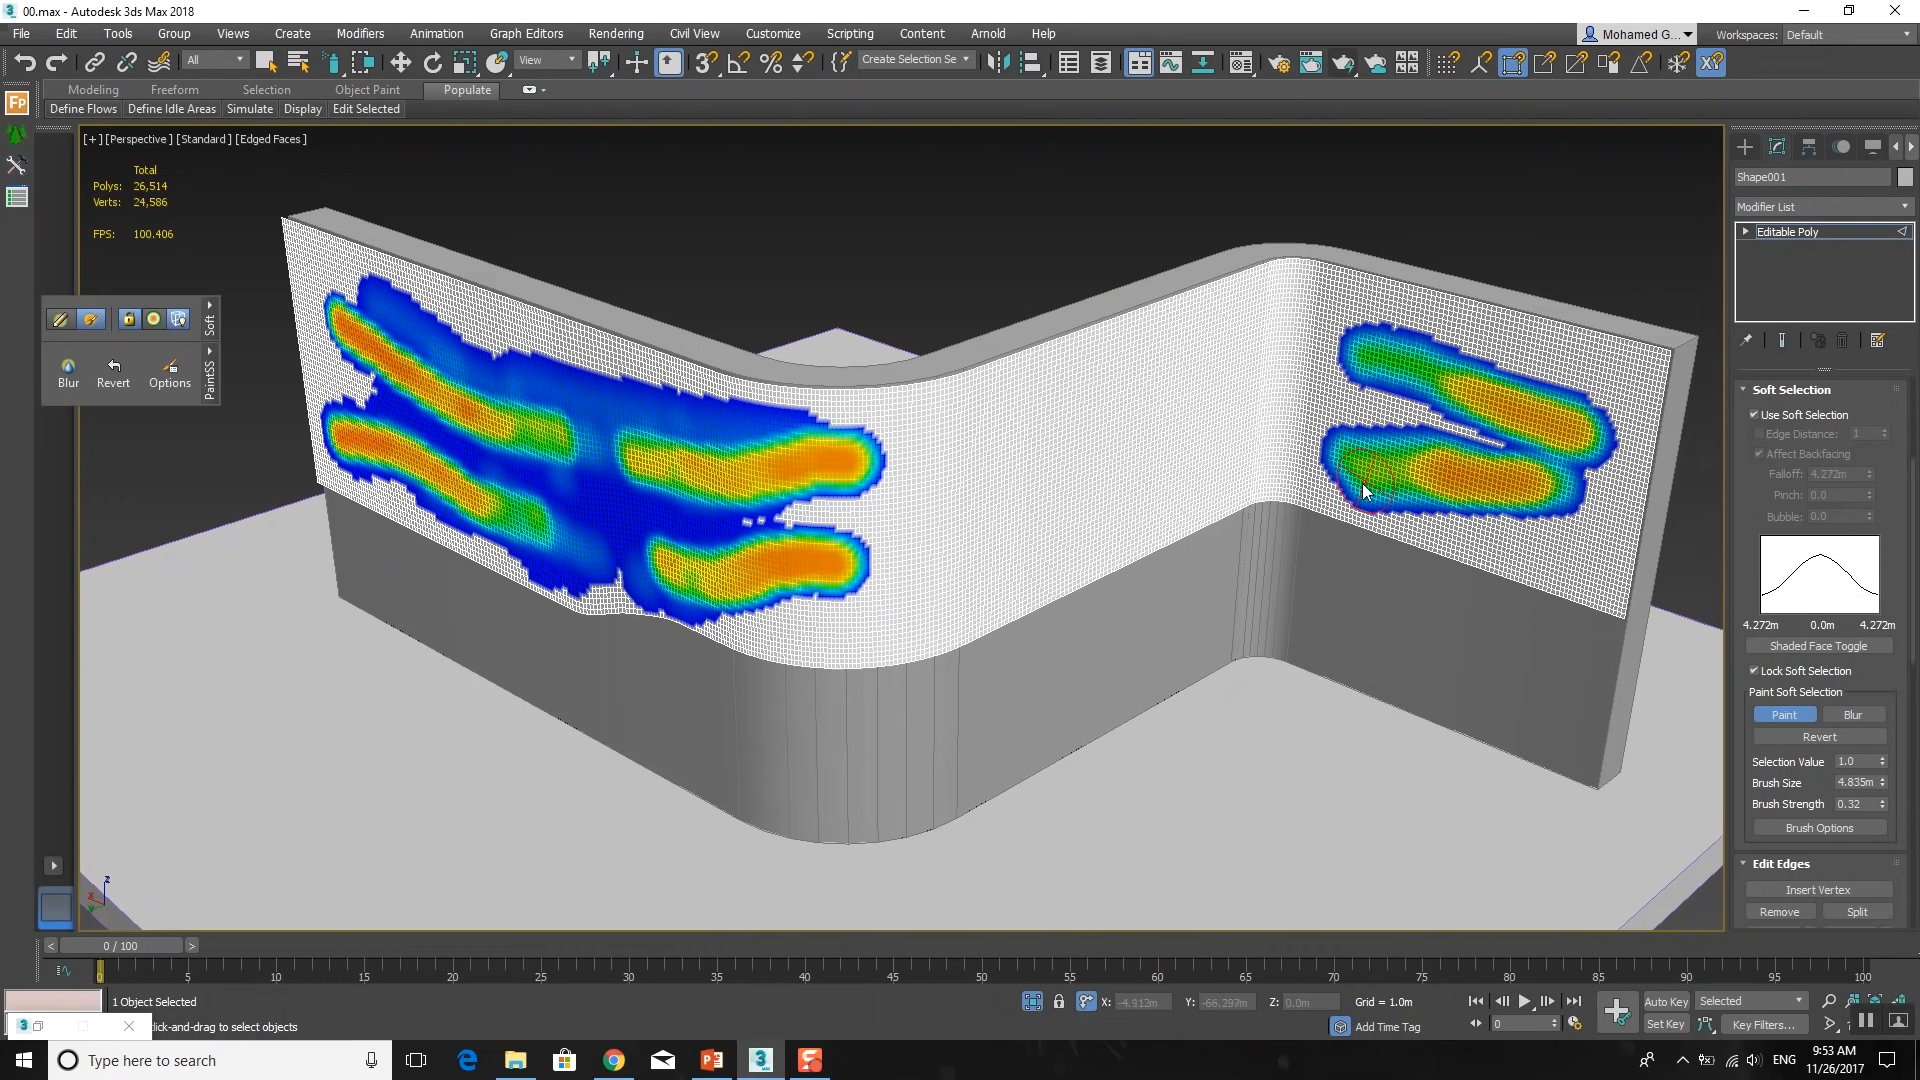 00.max - Autodesk 3ds Max 2018
File Edit Tools Group Views Create Modifiers Animation Graph Editors Rendering Civil View Customize Scripting Content Arnold Help
Mohamed G... Workspaces: Default
All View Create Selection Se
Modeling Freeform Selection Object Paint Populate
Define Flows Define Idle Areas Simulate Display Edit Selected
[+] [Perspective] [Standard] [Edged Faces]
Total
Polys: 26,514
Verts: 24,586
FPS: 100.406
Soft
PaintSS
Blur Revert Options
Shape001
Modifier List
Editable Poly
Soft Selection
Use Soft Selection
Edge Distance: 1
Affect Backfacing
Falloff: 4.272m
Pinch: 0.0
Bubble: 0.0
4.272m 0.0m 4.272m
Shaded Face Toggle
Lock Soft Selection
Paint Soft Selection
Paint Blur
Revert
Selection Value 1.0
Brush Size 4.835m
Brush Strength 0.32
Brush Options
Edit Edges
Insert Vertex
Remove Split
z
x
y
< 0 / 100 >
0 5 10 15 20 25 30 35 40 45 50 55 60 65 70 75 80 85 90 95 100
1 Object Selected
X: -4.912m Y: -66.297m Z: 0.0m Grid = 1.0m
Auto Key Selected
click-and-drag to select objects
Add Time Tag
0
Set Key Key Filters...
Type here to search
ENG
9:53 AM
11/26/2017